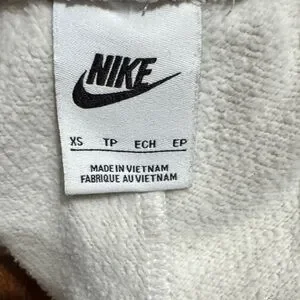 NIKE
XS TP ECH EP
MADE IN VIETNAM
FABRIQUE AU VIETNAM